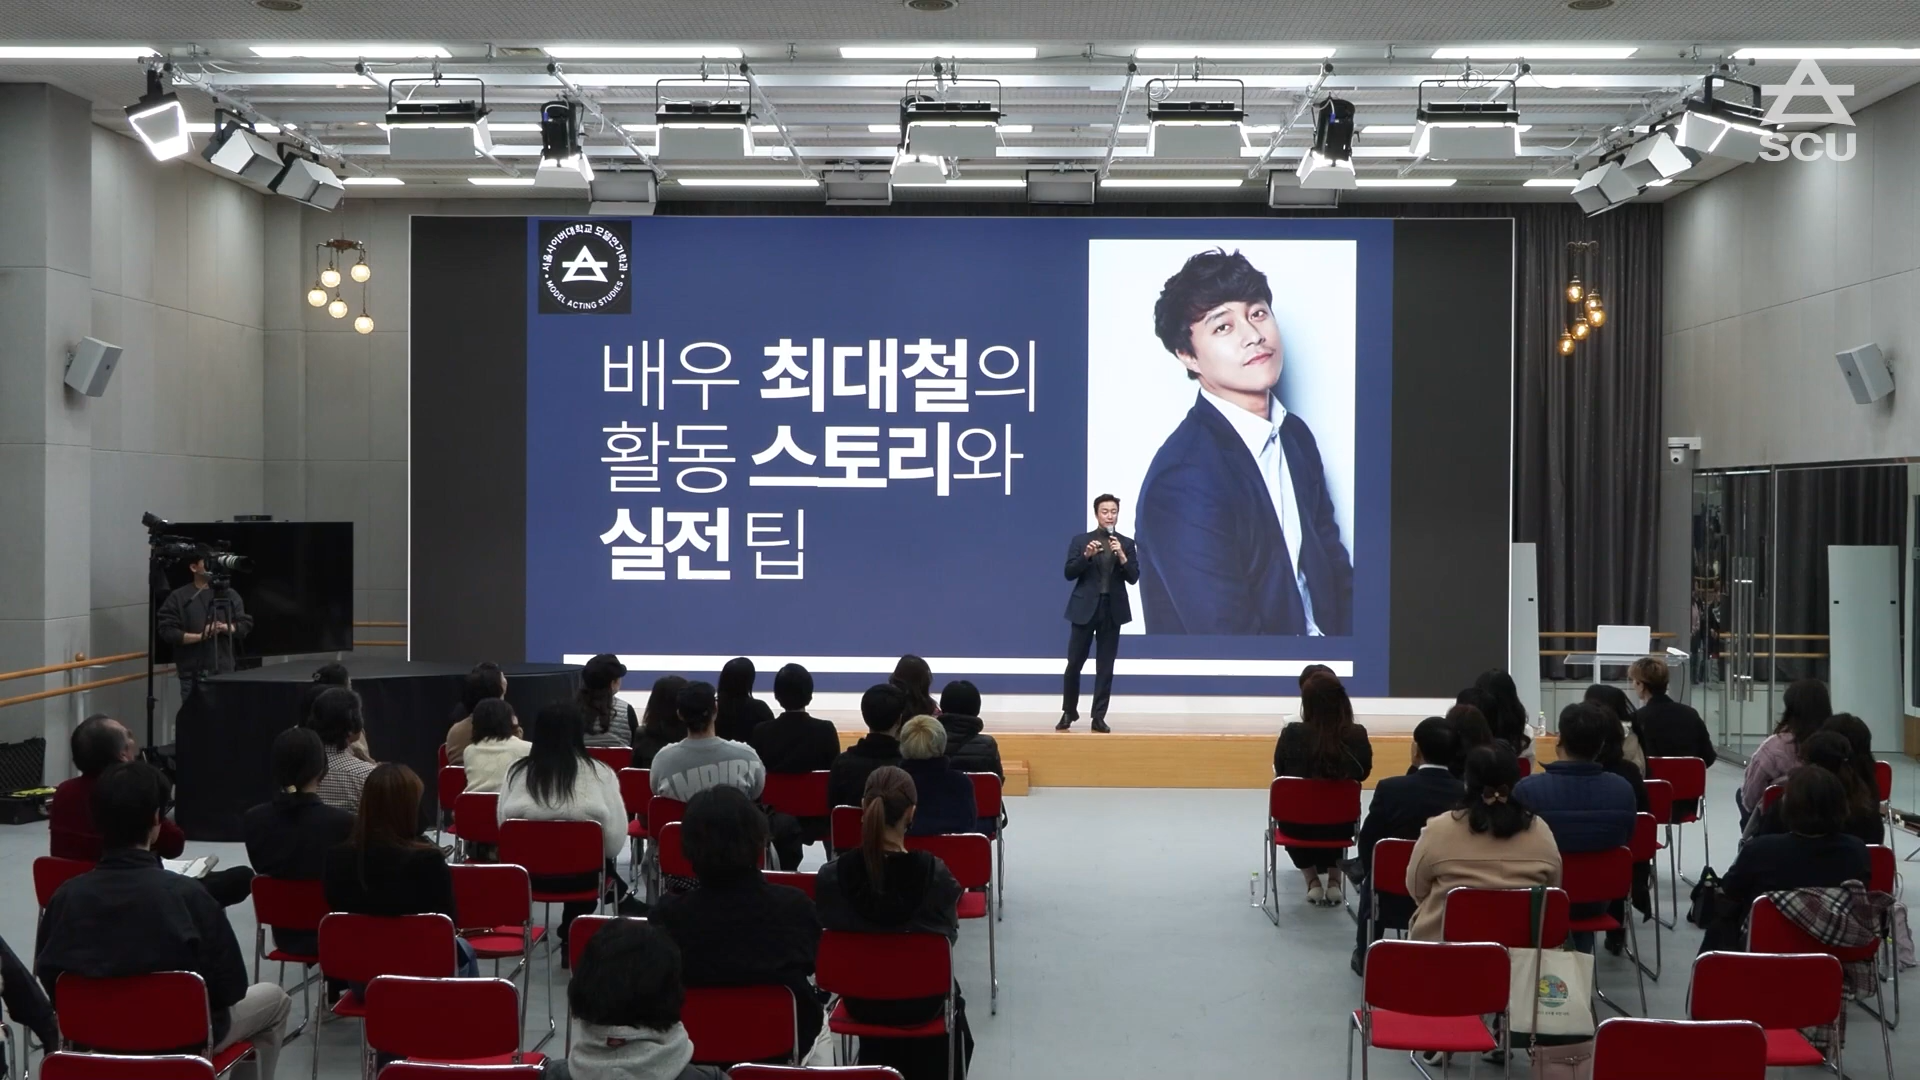 SCU
서울사이버대학교 모델연기학과
MODEL ACTING STUDIES
배우 최대철의
활동 스토리와
실전 팁